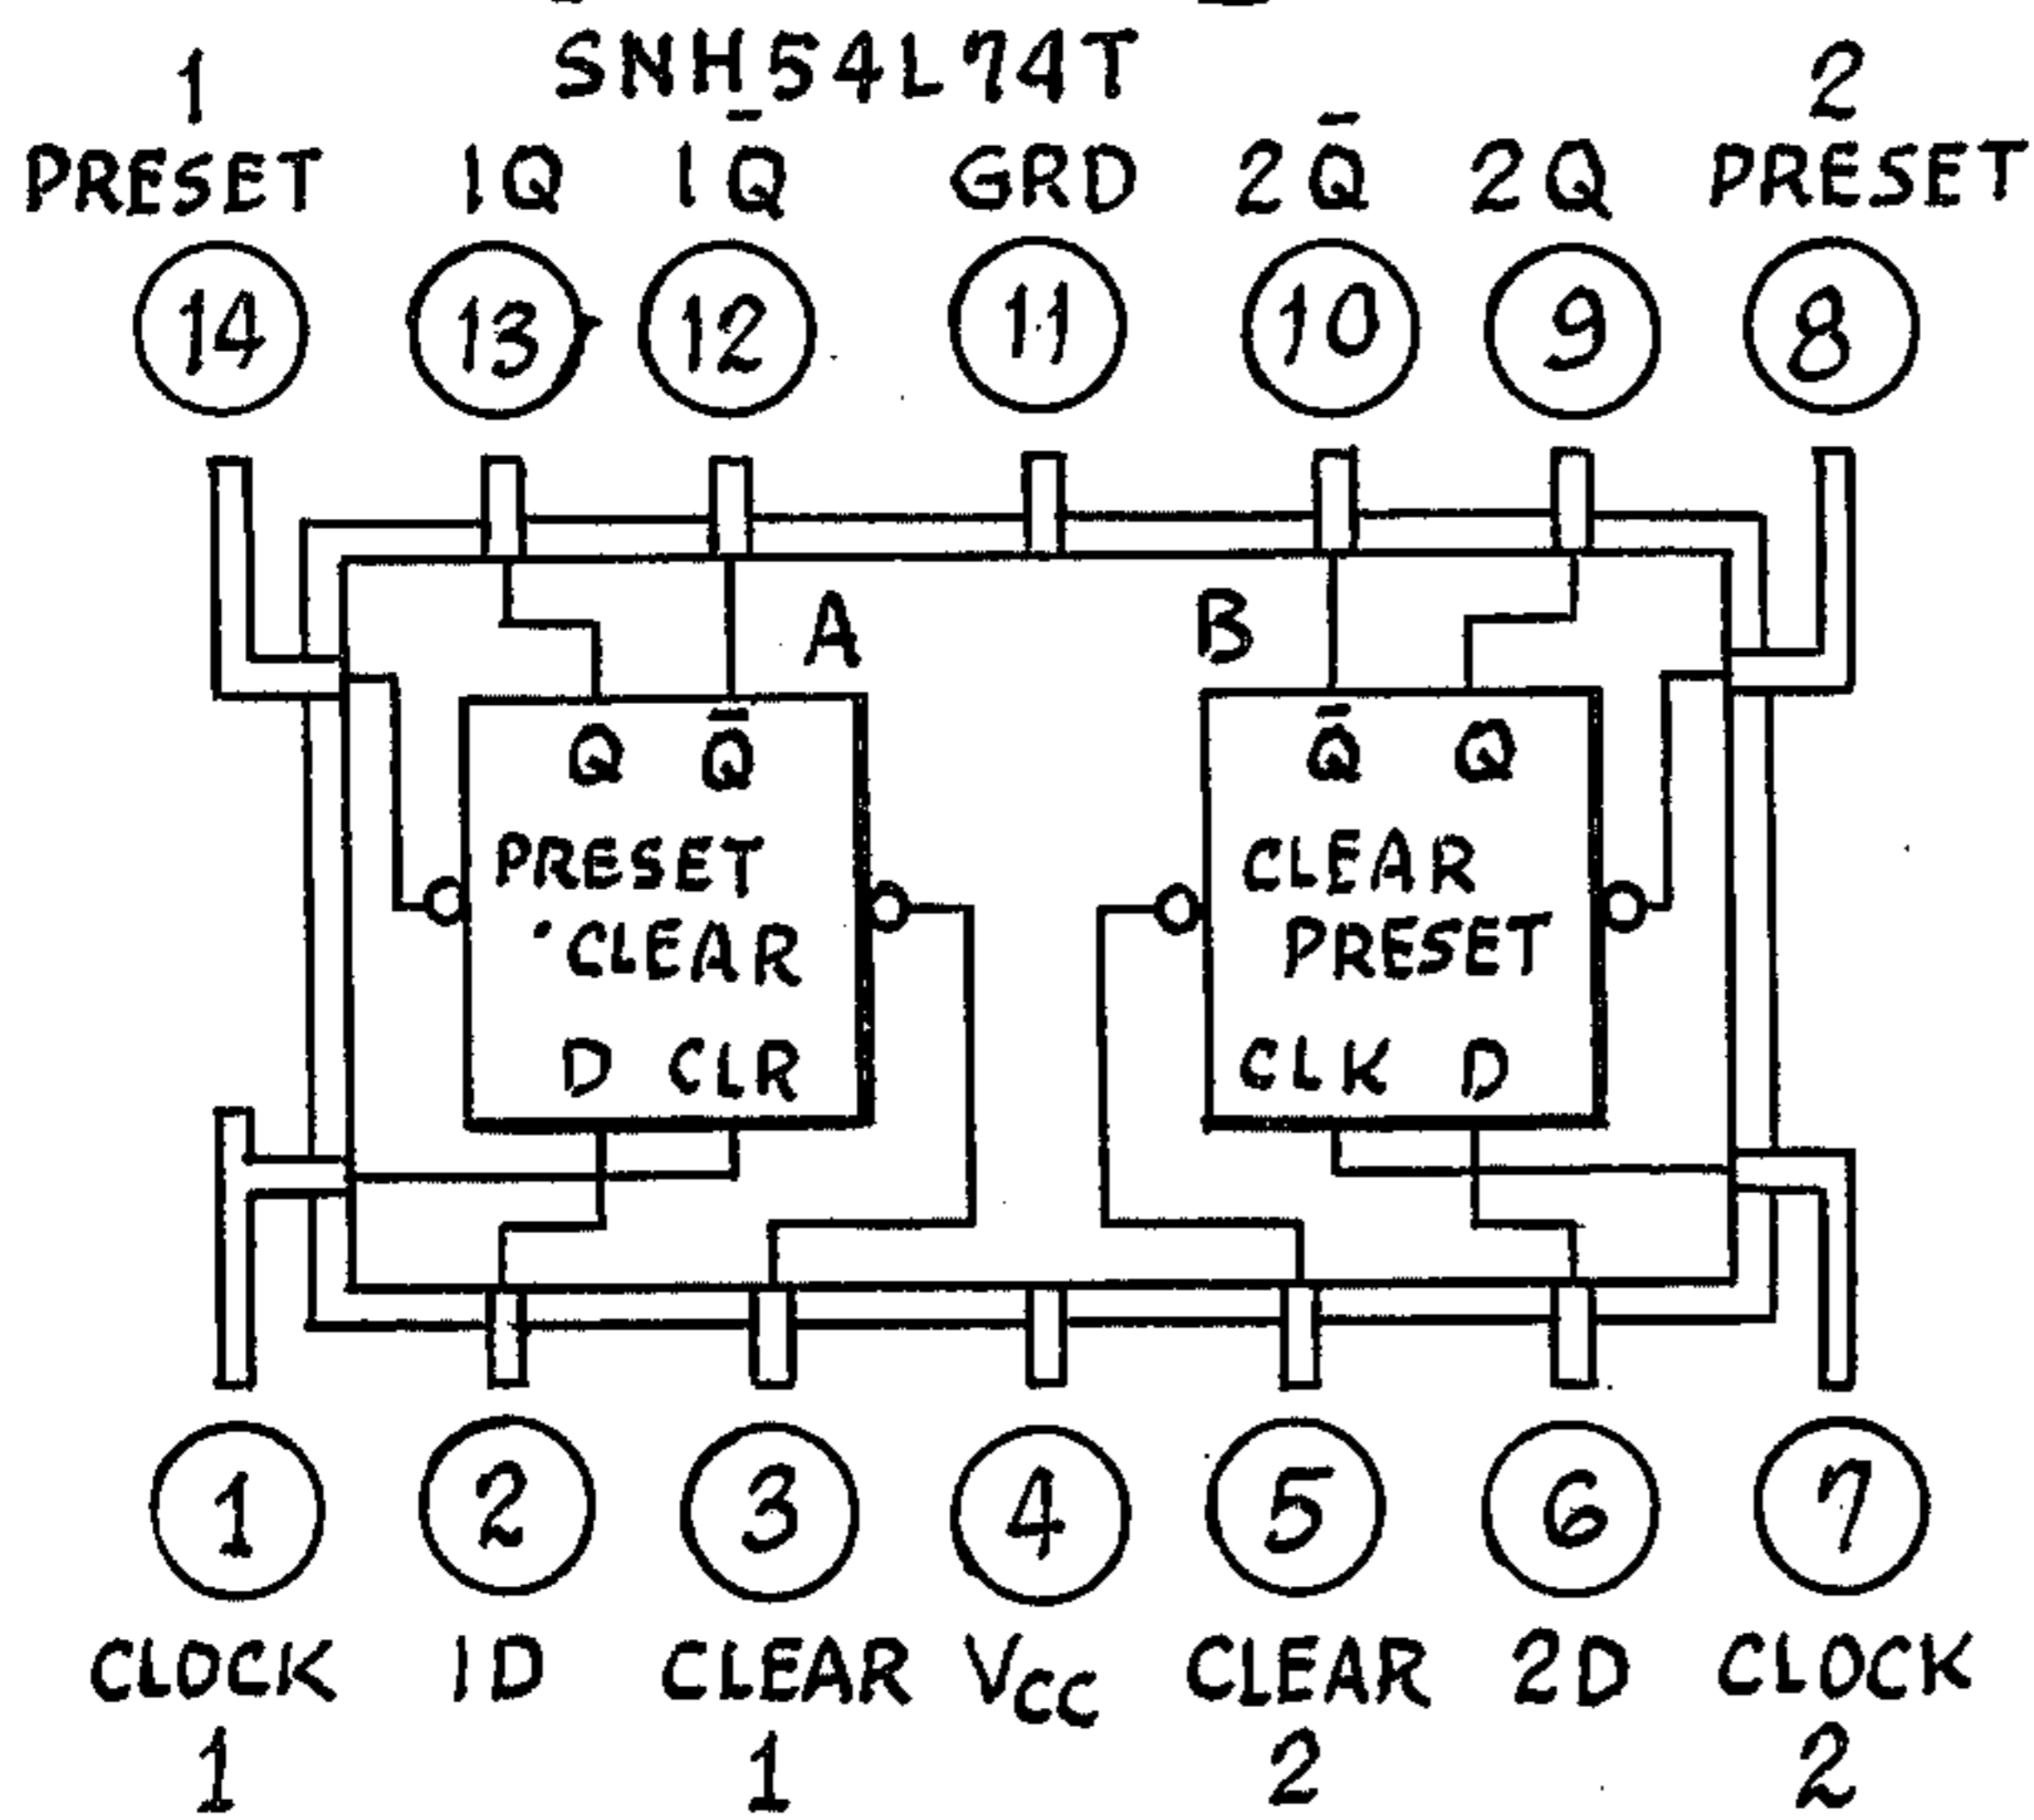 SNH54L74T
1 2
PRESET 1Q 1Q̄ GRD 2Q̄ 2Q PRESET
14 13 12 11 10 9 8
A B
Q Q̄ Q̄ Q
PRESET CLEAR
CLEAR PRESET
D CLR CLK D
1 2 3 4 5 6 7
CLOCK 1D CLEAR VCC CLEAR 2D CLOCK
1 1 2 2